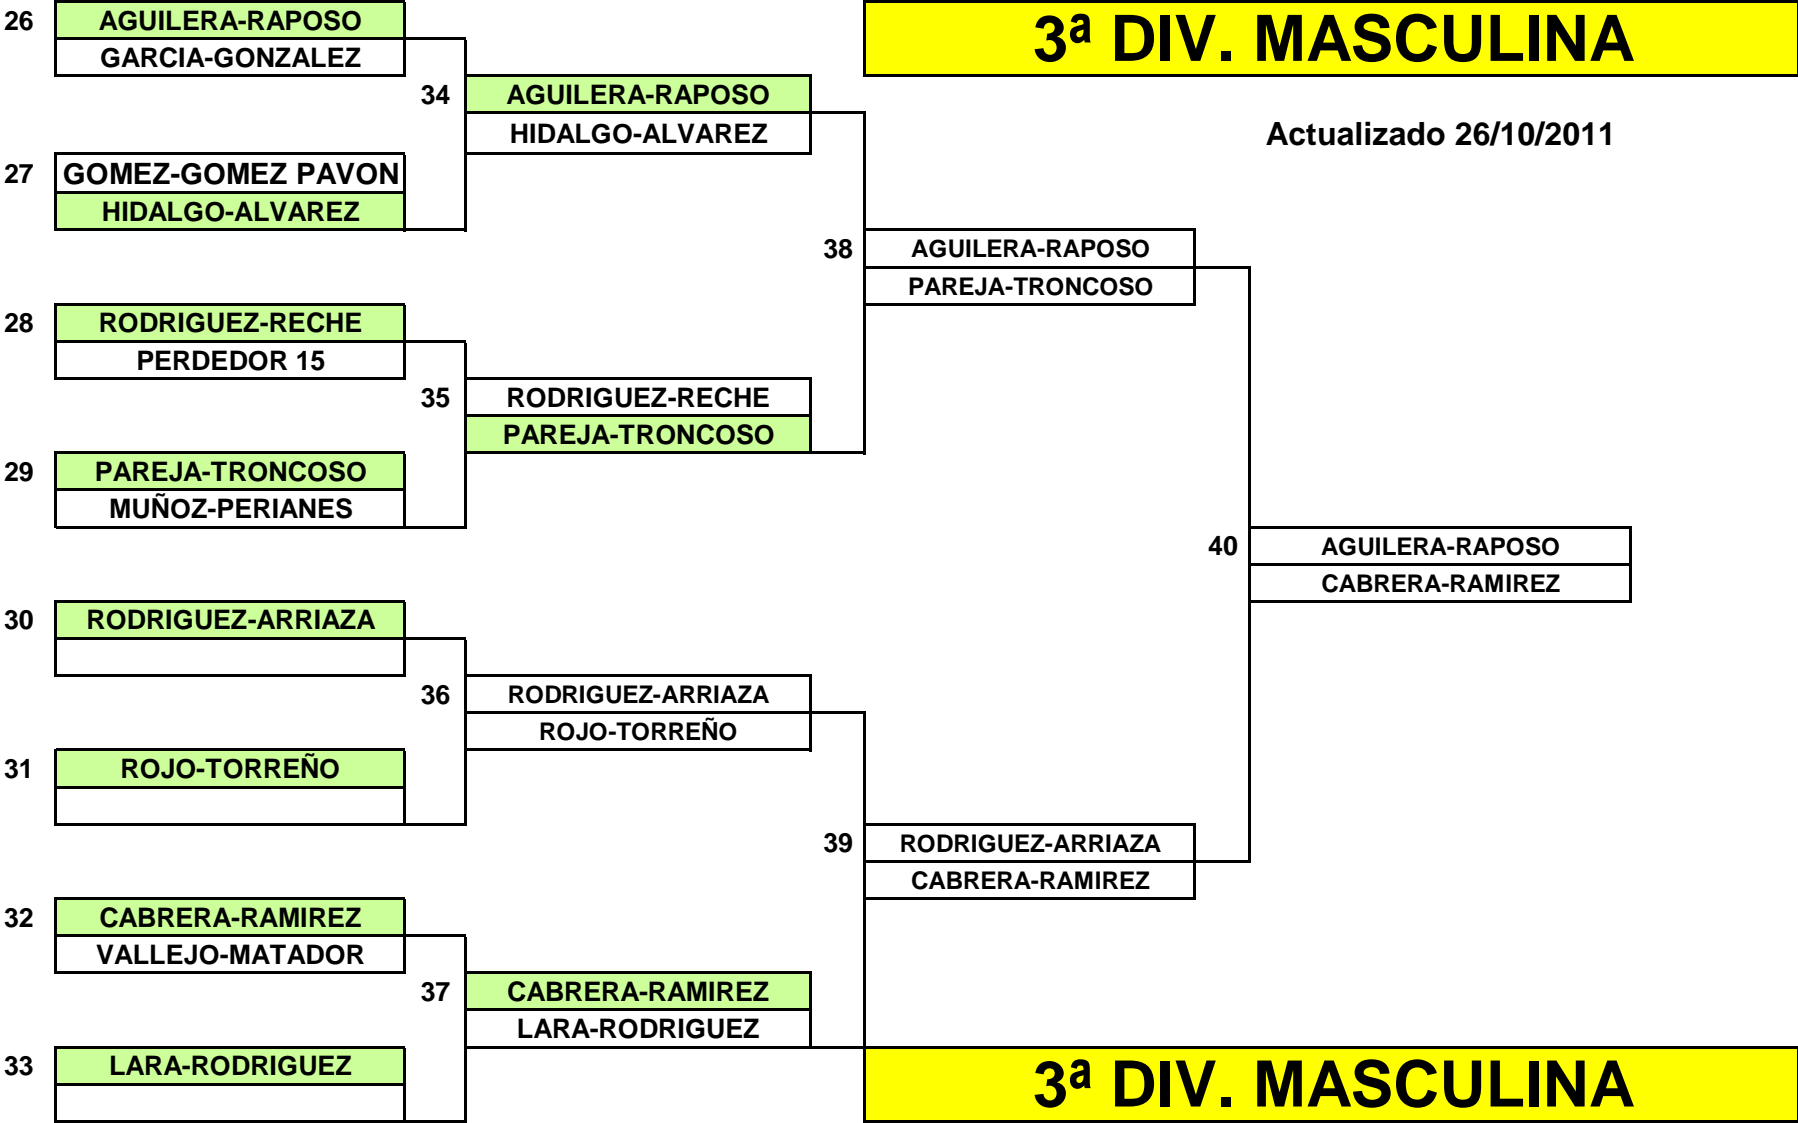 26 AGUILERA-RAPOSO
GARCIA-GONZALEZ
3ª DIV. MASCULINA
34 AGUILERA-RAPOSO
HIDALGO-ALVAREZ
Actualizado 26/10/2011
27 GOMEZ-GOMEZ PAVON
HIDALGO-ALVAREZ
38 AGUILERA-RAPOSO
PAREJA-TRONCOSO
28 RODRIGUEZ-RECHE
PERDEDOR 15
35 RODRIGUEZ-RECHE
PAREJA-TRONCOSO
29 PAREJA-TRONCOSO
MUÑOZ-PERIANES
40 AGUILERA-RAPOSO
CABRERA-RAMIREZ
30 RODRIGUEZ-ARRIAZA
36 RODRIGUEZ-ARRIAZA
ROJO-TORREÑO
31 ROJO-TORREÑO
39 RODRIGUEZ-ARRIAZA
CABRERA-RAMIREZ
32 CABRERA-RAMIREZ
VALLEJO-MATADOR
37 CABRERA-RAMIREZ
LARA-RODRIGUEZ
33 LARA-RODRIGUEZ
3ª DIV. MASCULINA